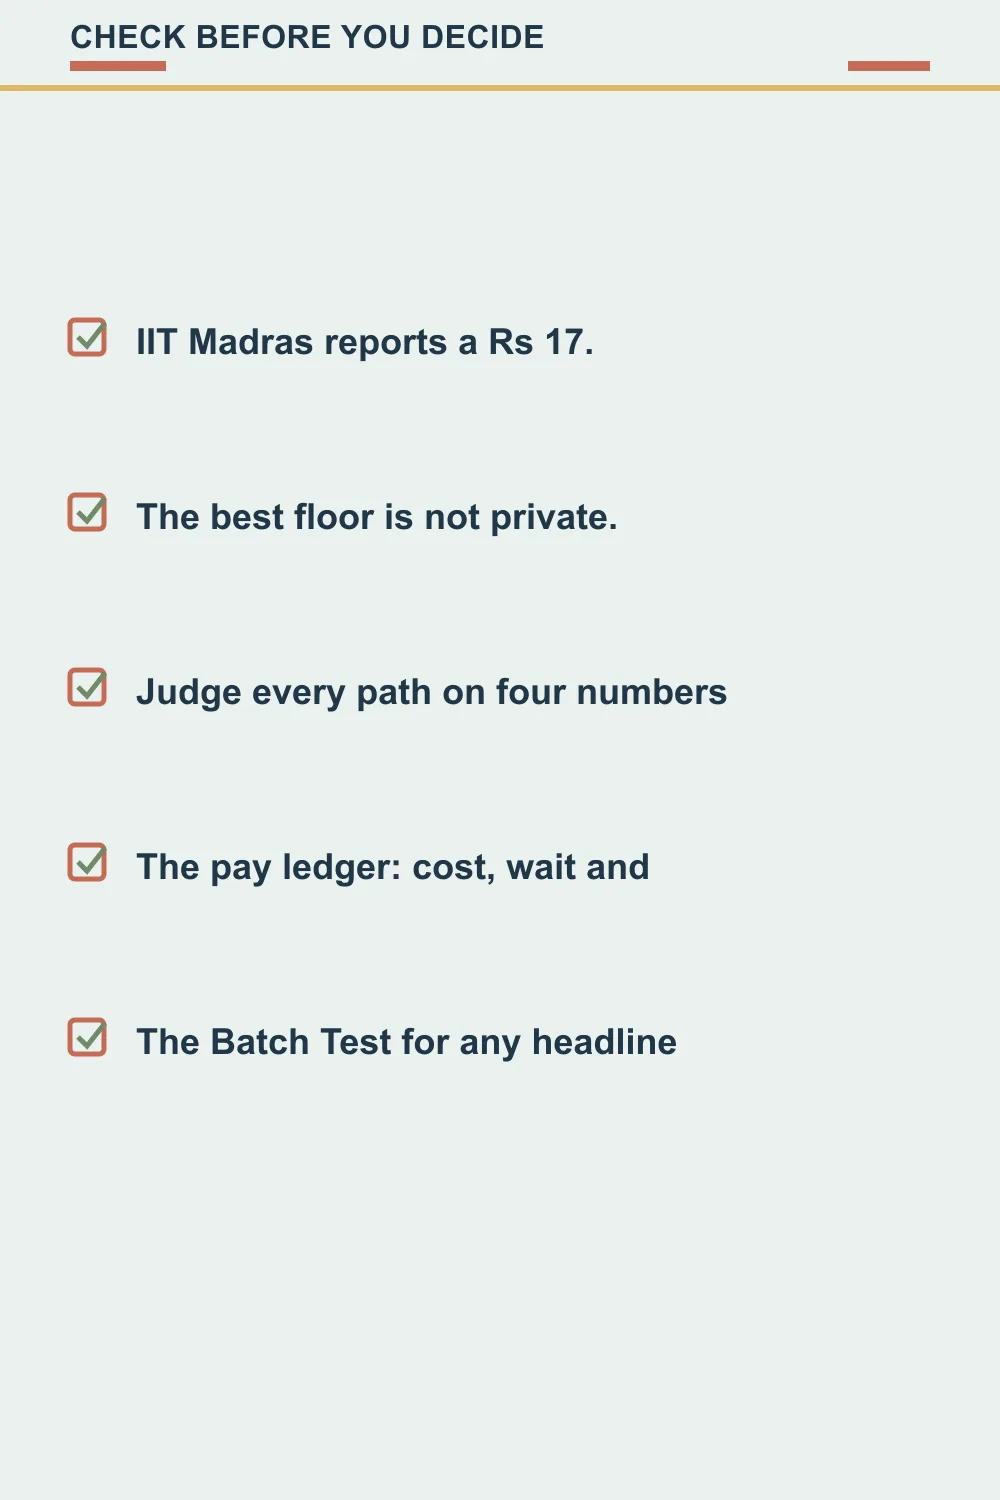 CHECK BEFORE YOU DECIDE
IIT Madras reports a Rs 17.
The best floor is not private.
Judge every path on four numbers
The pay ledger: cost, wait and
The Batch Test for any headline